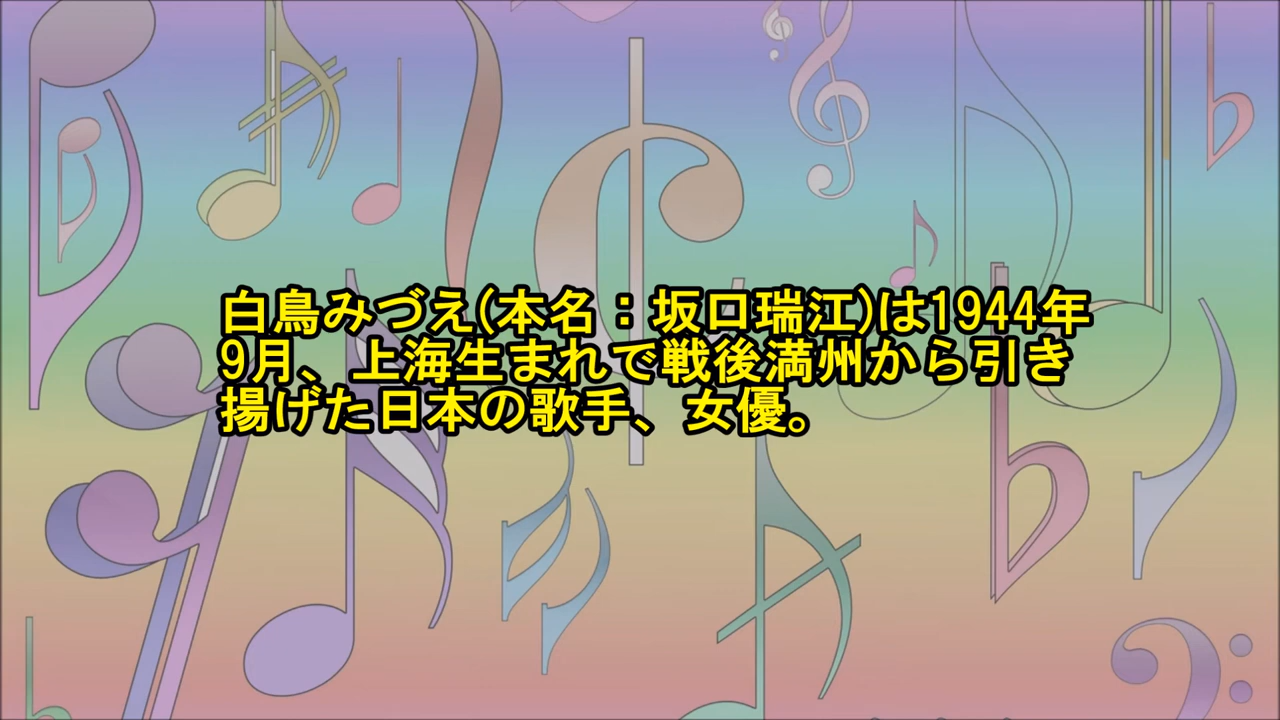 白鳥みづえ(本名：坂口瑞江)は1944年
9月、上海生まれで戦後満州から引き
揚げた日本の歌手、女優。